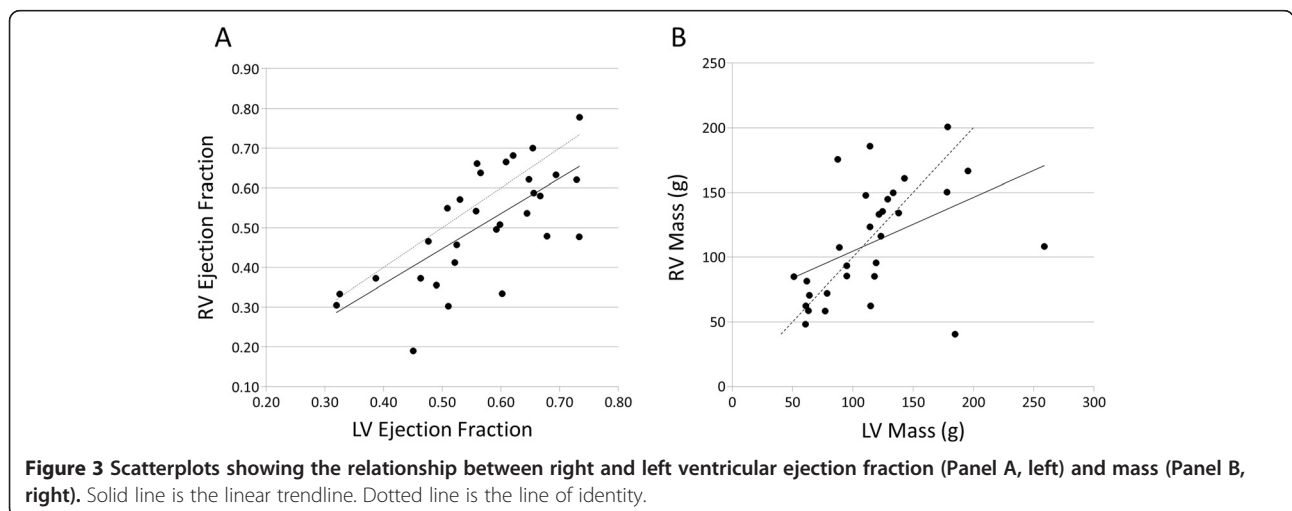 A
0.90
0.80
0.70
0.60
0.50
0.40
0.30
0.20
0.10
RV Ejection Fraction
0.20 0.30 0.40 0.50 0.60 0.70 0.80
LV Ejection Fraction
B
250
200
150
100
50
0
RV Mass (g)
0 50 100 150 200 250 300
LV Mass (g)
Figure 3 Scatterplots showing the relationship between right and left ventricular ejection fraction (Panel A, left) and mass (Panel B,
right). Solid line is the linear trendline. Dotted line is the line of identity.